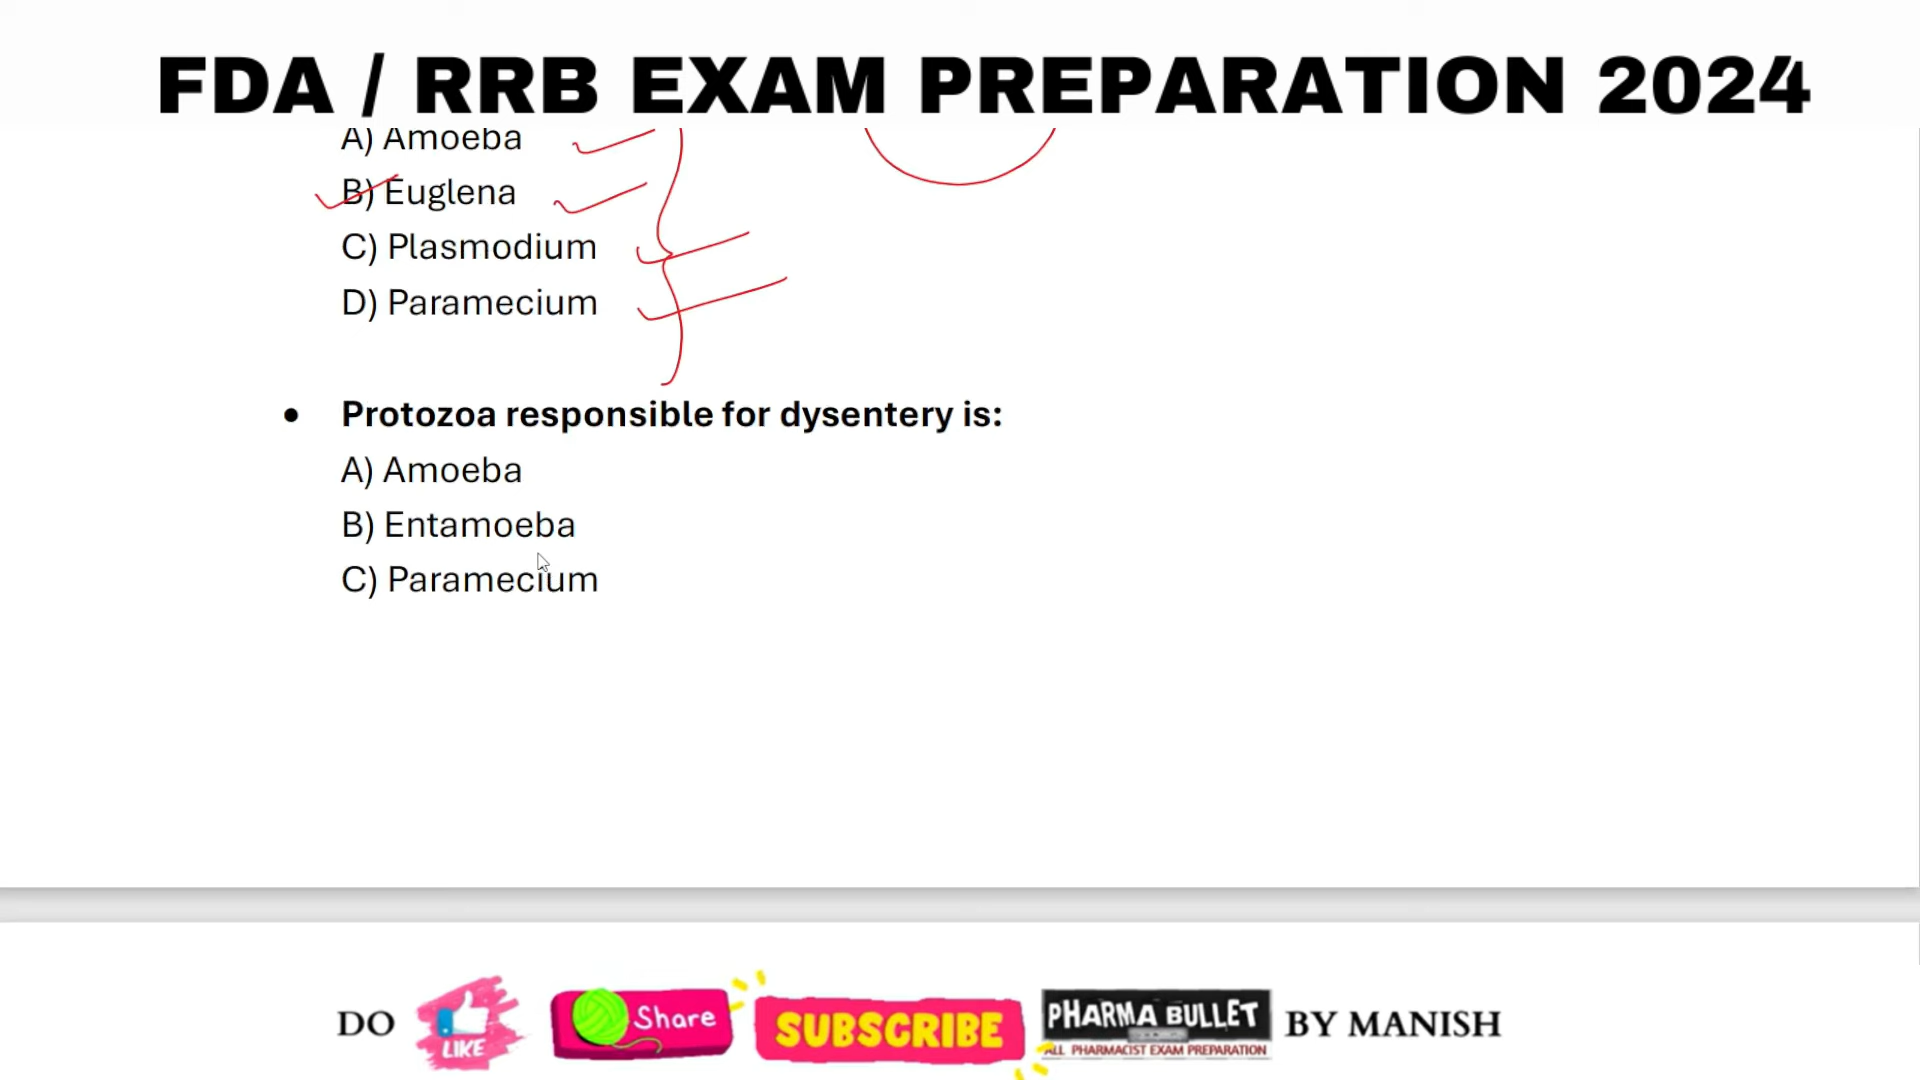 FDA / RRB EXAM PREPARATION 2024
A) Amoeba
B) Euglena
C) Plasmodium
D) Paramecium
• Protozoa responsible for dysentery is:
A) Amoeba
B) Entamoeba
C) Paramecium
DO LIKE Share SUBSCRIBE PHARMA BULLET BY MANISH
ALL PHARMACIST EXAM PREPARATION